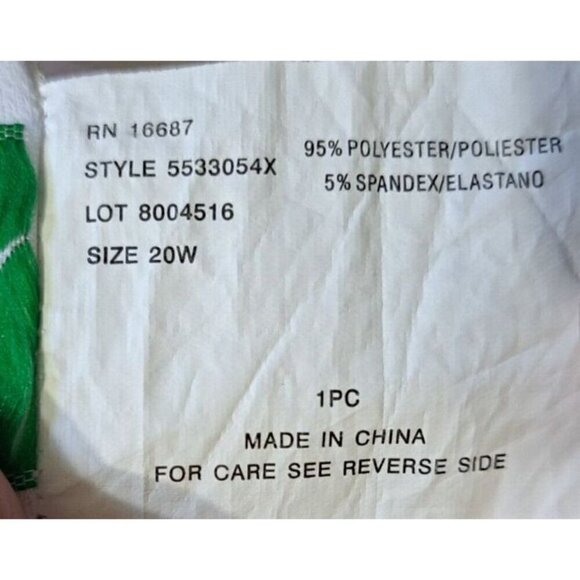 RN 16687
STYLE 5533054X
LOT 8004516
SIZE 20W
95% POLYESTER/POLIESTER
5% SPANDEX/ELASTANO
1PC
MADE IN CHINA
FOR CARE SEE REVERSE SIDE